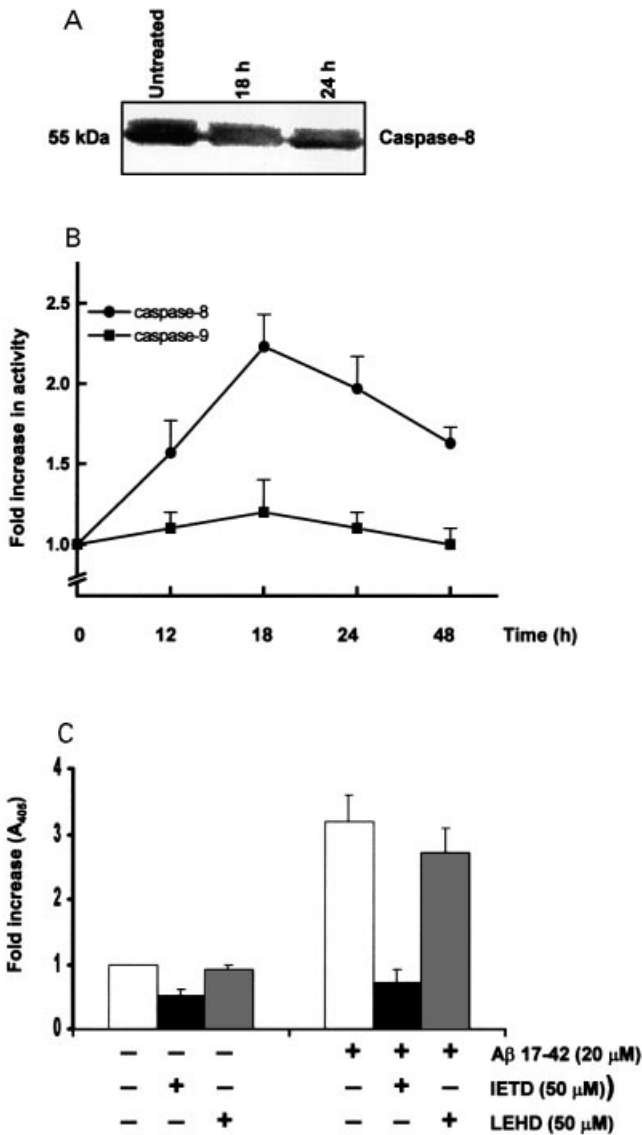 A
Untreated
18 h
24 h
55 kDa
Caspase-8
B
caspase-8
caspase-9
2.5
2.0
1.5
1.0
Fold increase in activity
0 12 18 24 48 Time (h)
C
Fold increase (A₄₀₅)
4
3
2
1
0
– – – + + + Aβ 17-42 (20 μM)
– + – – + – IETD (50 μM))
– – + – – + LEHD (50 μM)